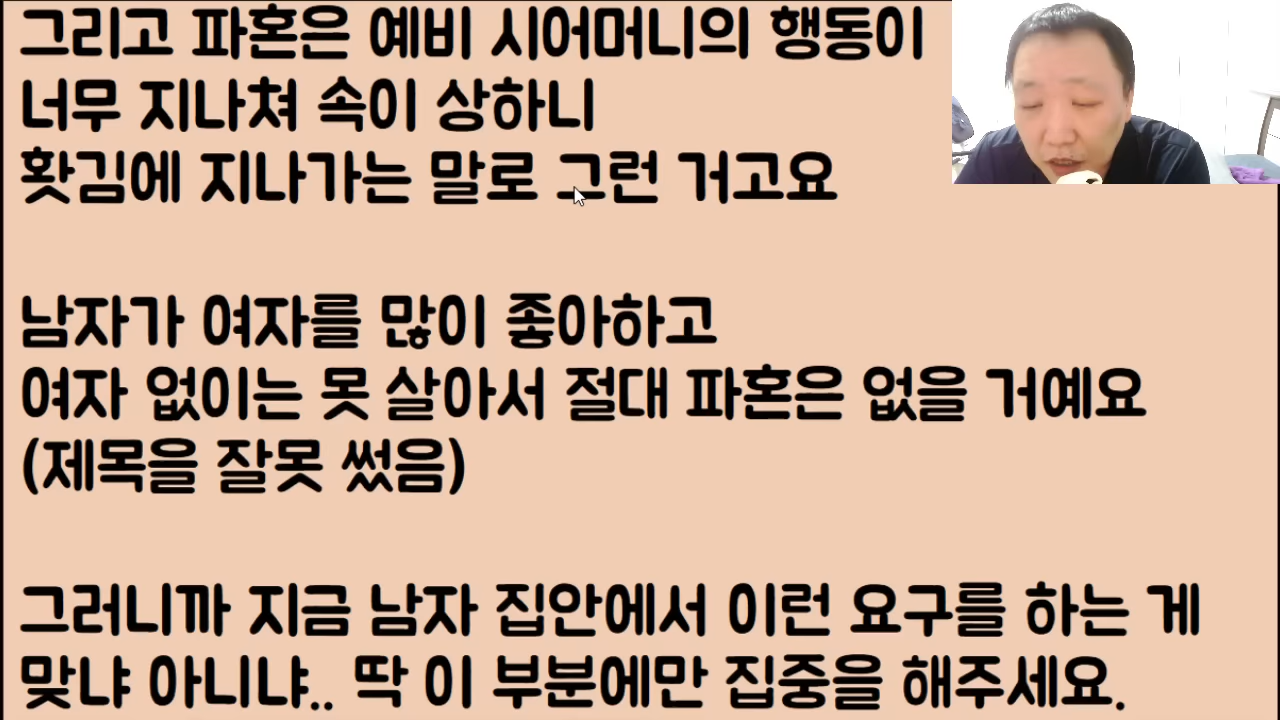 그리고 파혼은 예비 시어머니의 행동이
너무 지나쳐 속이 상하니
홧김에 지나가는 말로 그런 거고요
남자가 여자를 많이 좋아하고
여자 없이는 못 살아서 절대 파혼은 없을 거예요
(제목을 잘못 썼음)
그러니까 지금 남자 집안에서 이런 요구를 하는 게
맞냐 아니냐.. 딱 이 부분에만 집중을 해주세요.